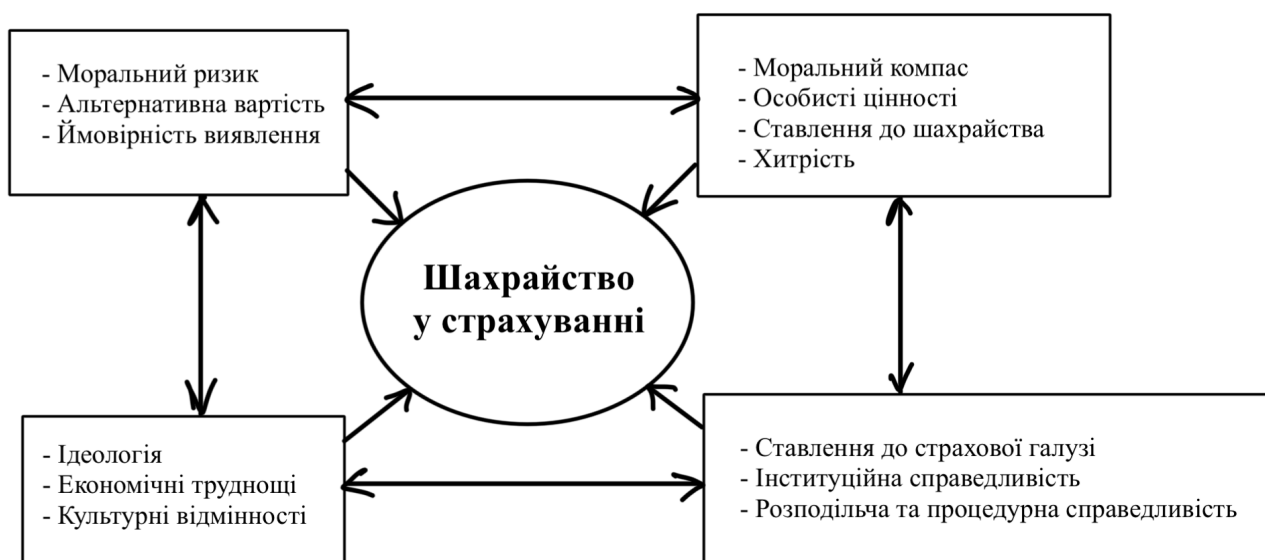 - Моральний ризик
- Альтернативна вартість
- Ймовірність виявлення
- Моральний компас
- Особисті цінності
- Ставлення до шахрайства
- Хитрість
Шахрайство
у страхуванні
- Ідеологія
- Економічні труднощі
- Культурні відмінності
- Ставлення до страхової галузі
- Інституційна справедливість
- Розподільча та процедурна справедливість